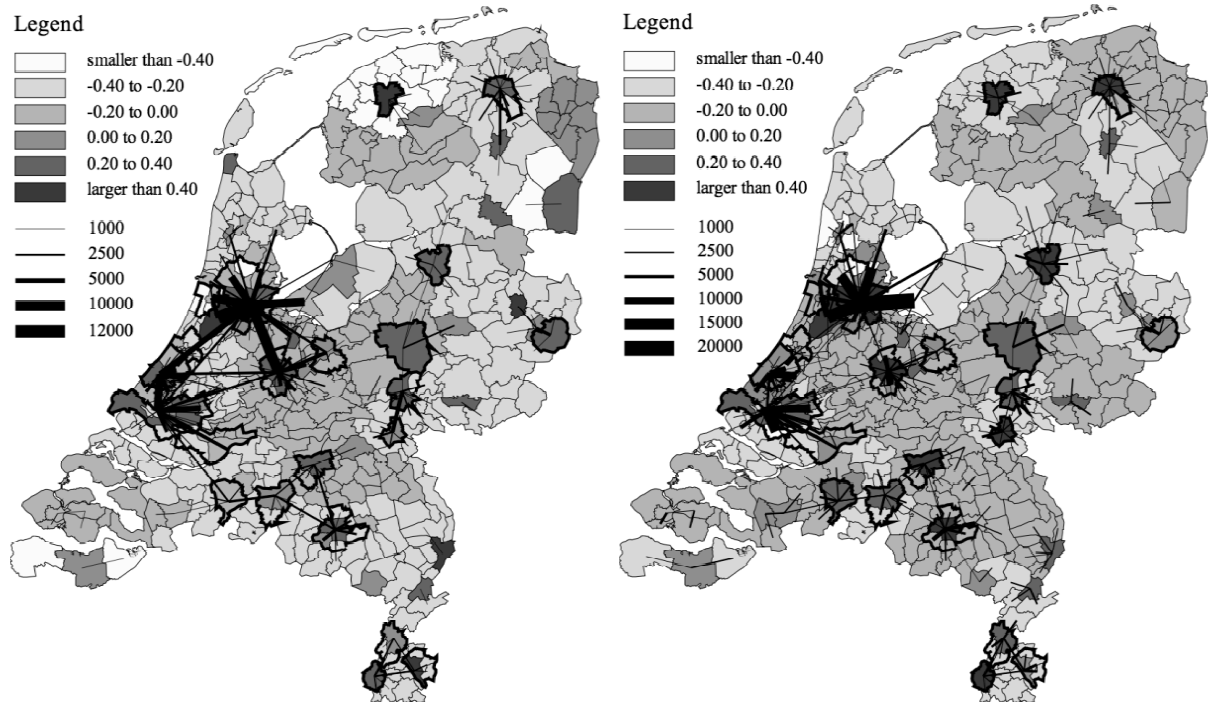 Legend
smaller than -0.40
-0.40 to -0.20
-0.20 to 0.00
0.00 to 0.20
0.20 to 0.40
larger than 0.40
1000
2500
5000
10000
12000
Legend
smaller than -0.40
-0.40 to -0.20
-0.20 to 0.00
0.00 to 0.20
0.20 to 0.40
larger than 0.40
1000
2500
5000
10000
15000
20000